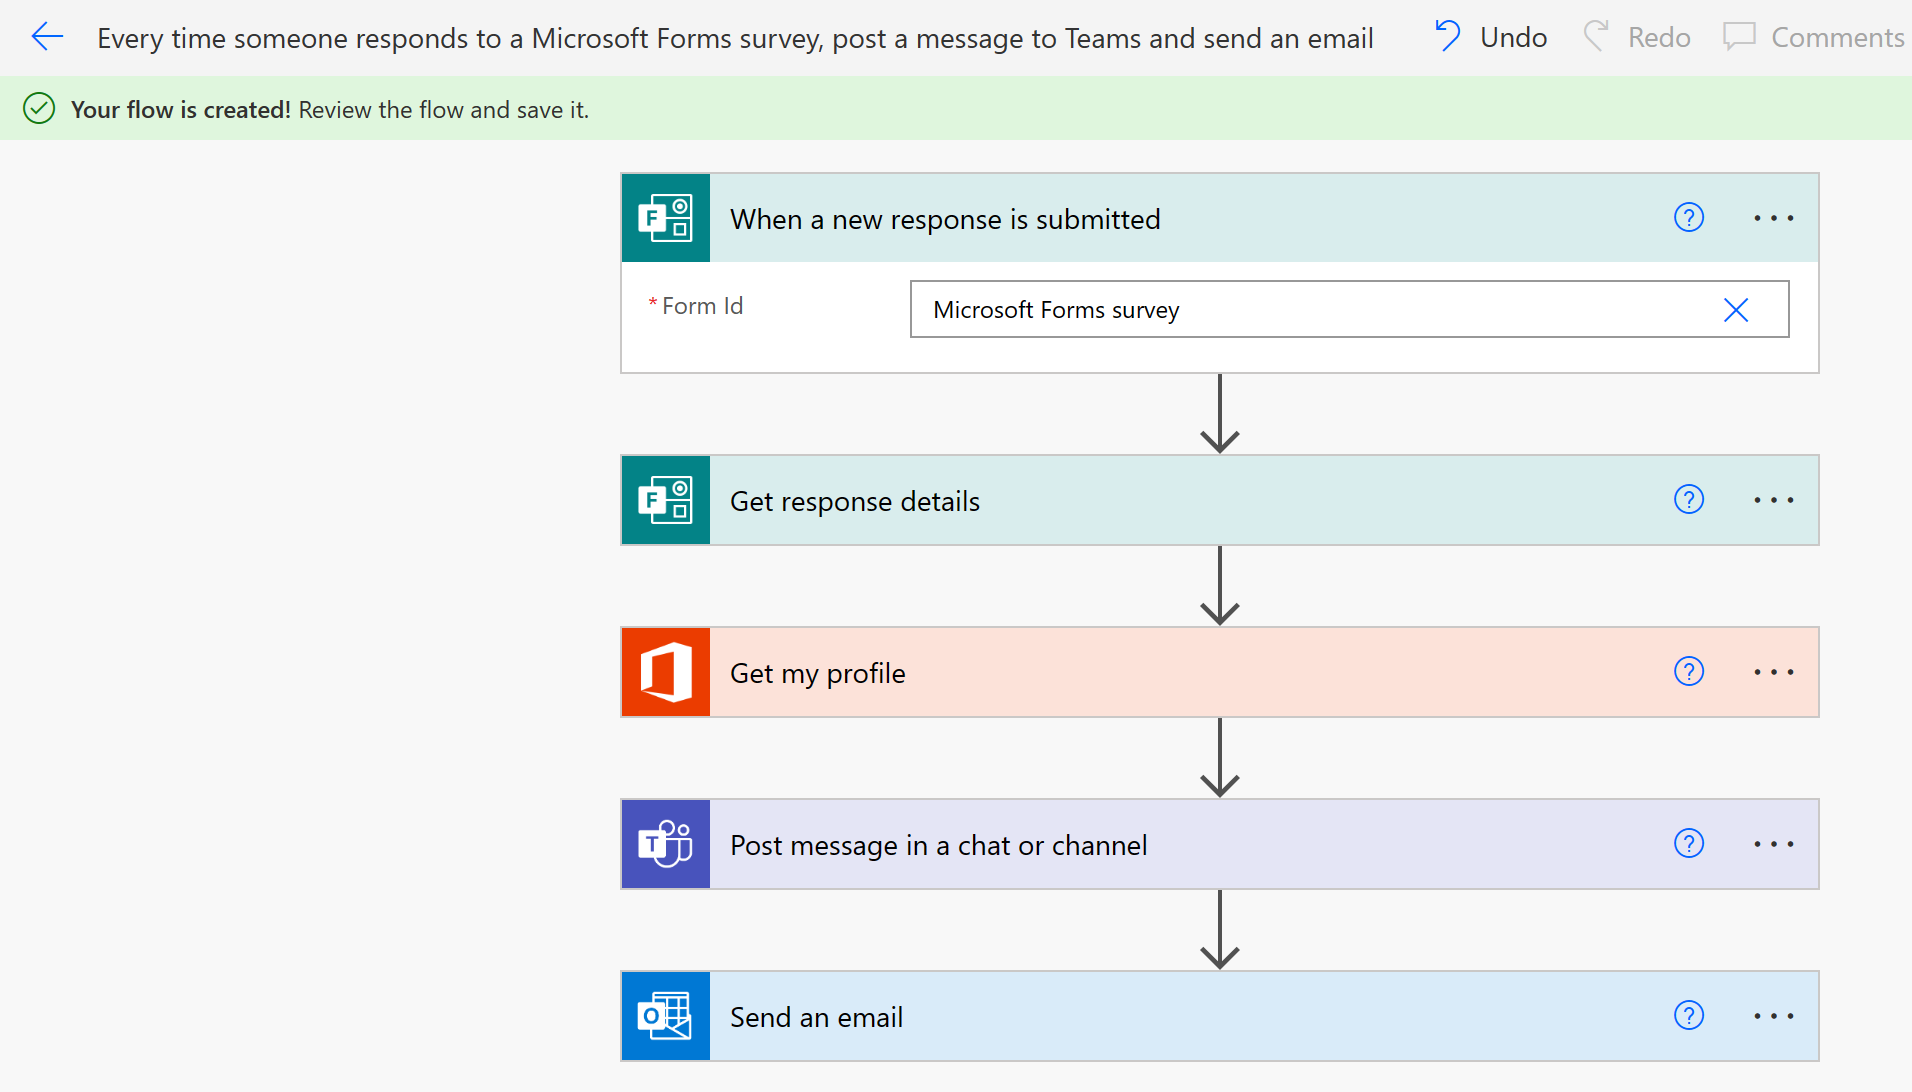 Every time someone responds to a Microsoft Forms survey, post a message to Teams and send an email
Undo
Redo
Comments
Your flow is created! Review the flow and save it.
F
When a new response is submitted
?
*Form Id
Microsoft Forms survey
F
Get response details
?
Get my profile
?
T
Post message in a chat or channel
?
O
Send an email
?